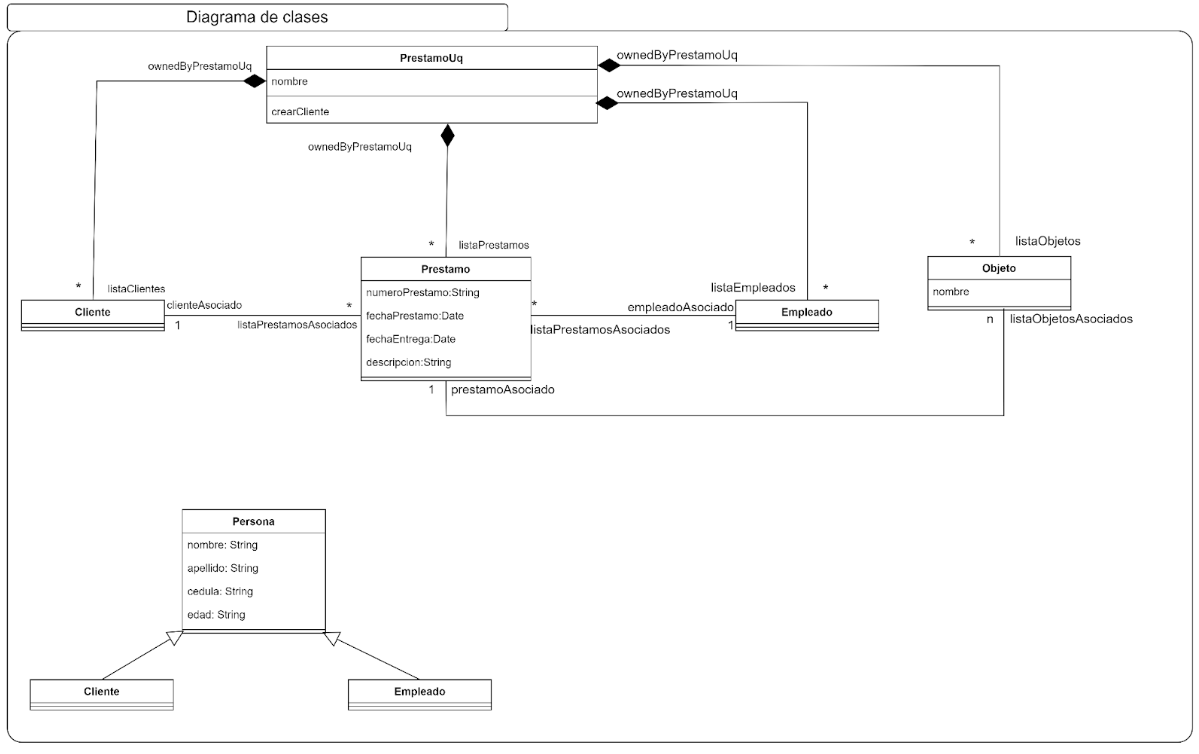 Diagrama de clases
PrestamoUq
nombre
crearCliente
ownedByPrestamoUq
ownedByPrestamoUq
ownedByPrestamoUq
ownedByPrestamoUq
* listaPrestamos
* listaObjetos
* listaClientes
listaEmpleados *
Cliente
clienteAsociado
1
*
listaPrestamosAsociados
Prestamo
numeroPrestamo:String
fechaPrestamo:Date
fechaEntrega:Date
descripcion:String
*
listaPrestamosAsociados
empleadoAsociado
1
Empleado
Objeto
nombre
n listaObjetosAsociados
1 prestamoAsociado
Persona
nombre: String
apellido: String
cedula: String
edad: String
Cliente
Empleado